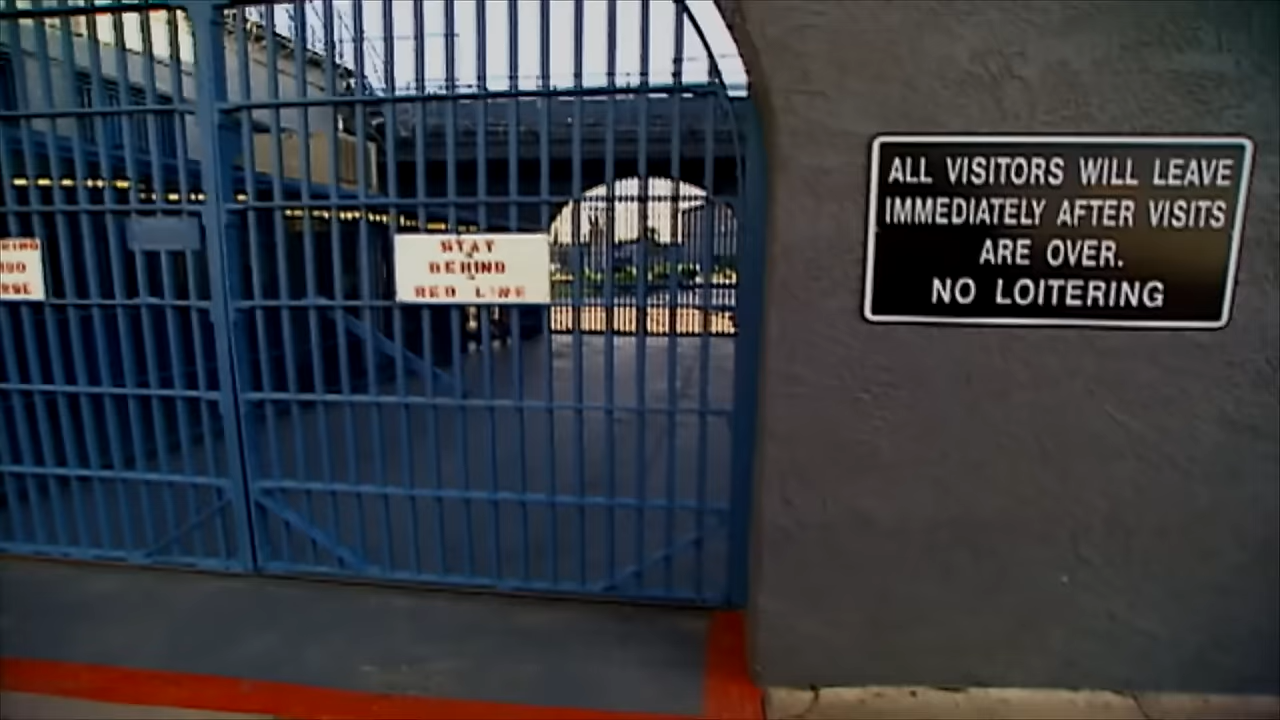 STAY
BEHIND
RED LINE
ALL VISITORS WILL LEAVE
IMMEDIATELY AFTER VISITS
ARE OVER.
NO LOITERING